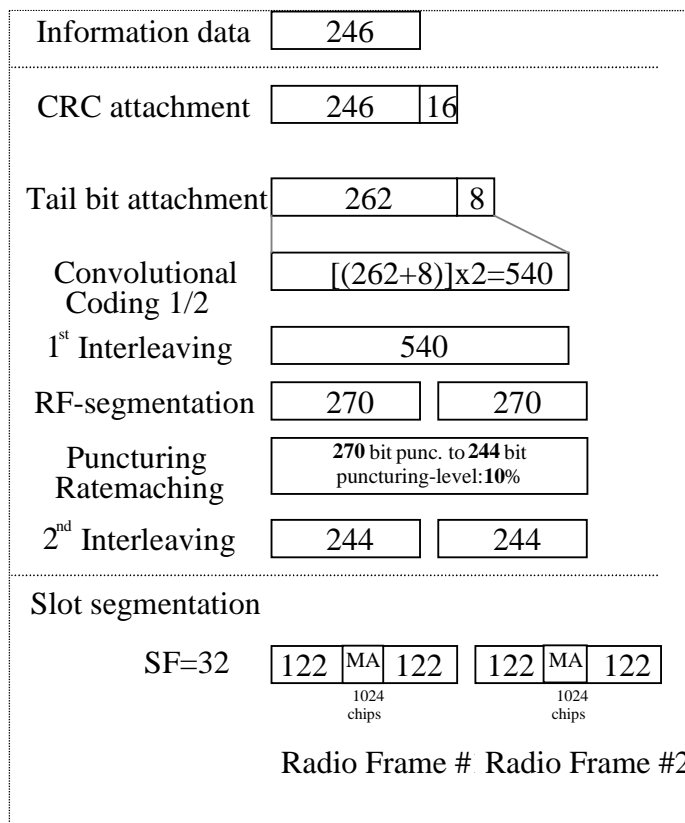 Information data 246
CRC attachment 246 16
Tail bit attachment 262 8
Convolutional
Coding 1/2
[(262+8)]x2=540
1st Interleaving 540
RF-segmentation 270 270
Puncturing
Ratemaching
270 bit punc. to 244 bit
puncturing-level:10%
2nd Interleaving 244 244
Slot segmentation
SF=32 122 MA 122 122 MA 122
1024
chips
1024
chips
Radio Frame # Radio Frame #2